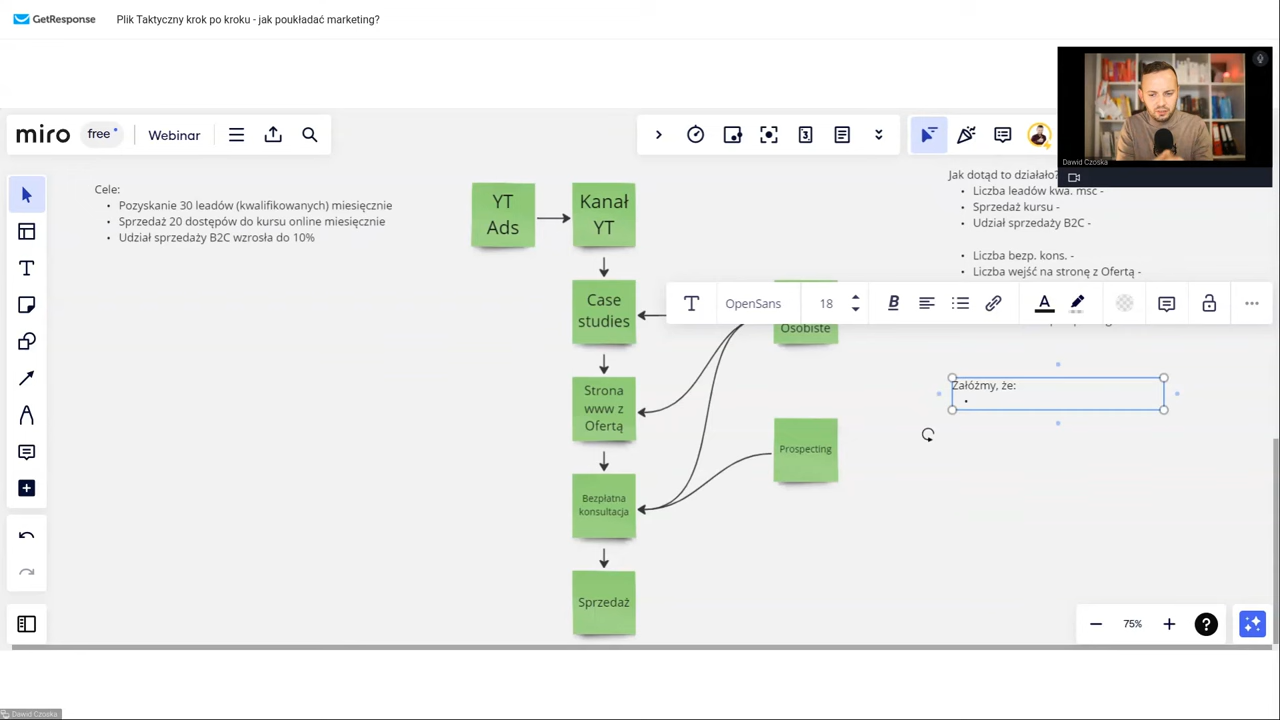 GetResponse
Plik Taktyczny krok po kroku - jak poukładać marketing?
miro
free
Webinar
Dawid Czoska
Cele:
Pozyskanie 30 leadów (kwalifikowanych) miesięcznie
Sprzedaż 20 dostępów do kursu online miesięcznie
Udział sprzedaży B2C wzrosła do 10%
YT
Ads
Kanał
YT
Case
studies
Strona
www z
Ofertą
Bezpłatna
konsultacja
Sprzedaż
Osobiste
Prospecting
Jak dotąd to działało?
Liczba leadów kwa. msc -
Sprzedaż kursu -
Udział sprzedaży B2C -
Liczba bezp. kons. -
Liczba wejść na stronę z Ofertą -
OpenSans
18
B
A
Załóżmy, że:
75%
Dawid Czoska